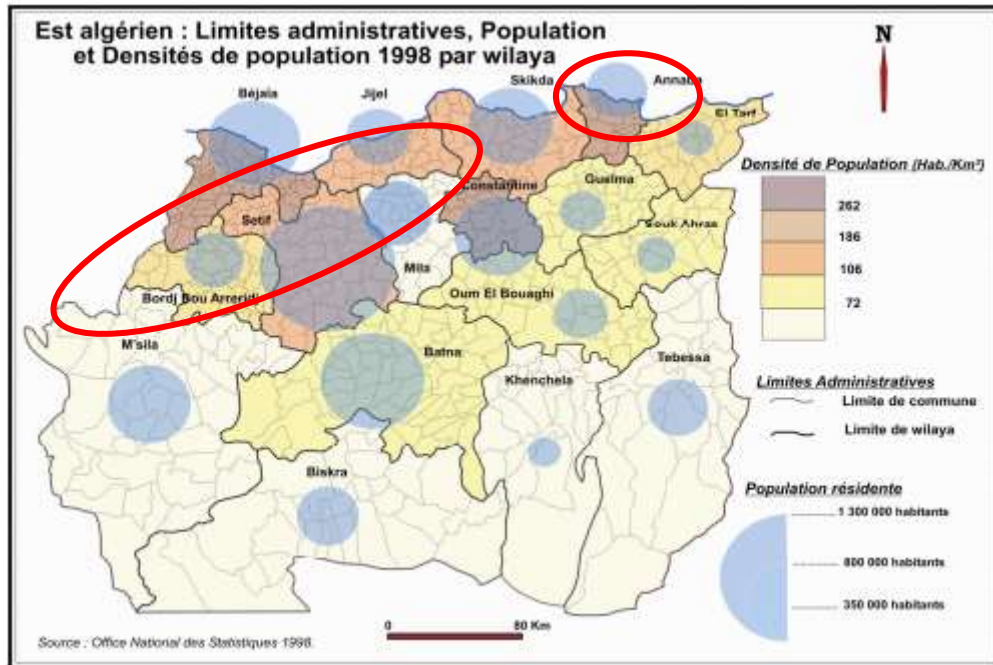 Est algérien : Limites administratives, Population
et Densités de population 1998 par wilaya
N
Skikda
Annaba
Béjaia
Jijel
El Tarf
Densité de Population (Hab./Km²)
Constantine
Guelma
262
Setif
Souk Ahras
186
106
Mila
Bordj Bou Arreridj
Oum El Bouaghi
72
M'sila
Batna
Tebessa
Khenchela
Limites Administratives
Limite de commune
Limite de wilaya
Biskra
Population résidente
1 300 000 habitants
800 000 habitants
350 000 habitants
0 80 Km
Source : Office National des Statistiques 1998.